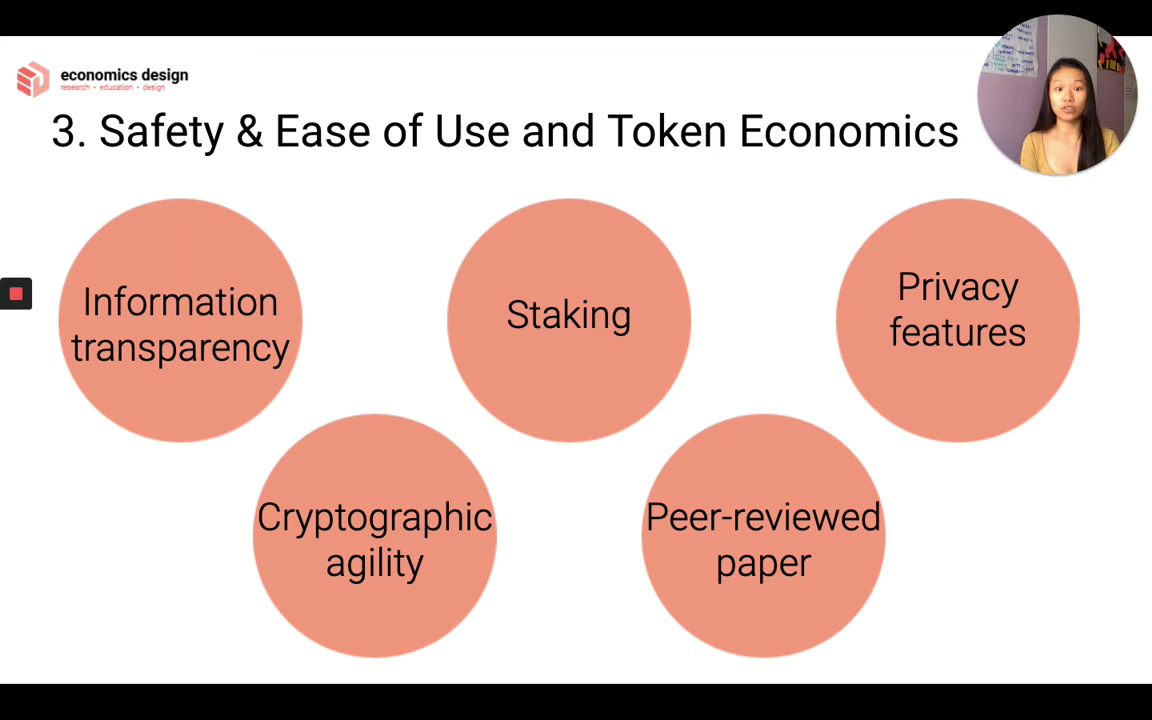 economics design
research • education • design
3. Safety & Ease of Use and Token Economics
Information
transparency
Staking
Privacy
features
Cryptographic
agility
Peer-reviewed
paper